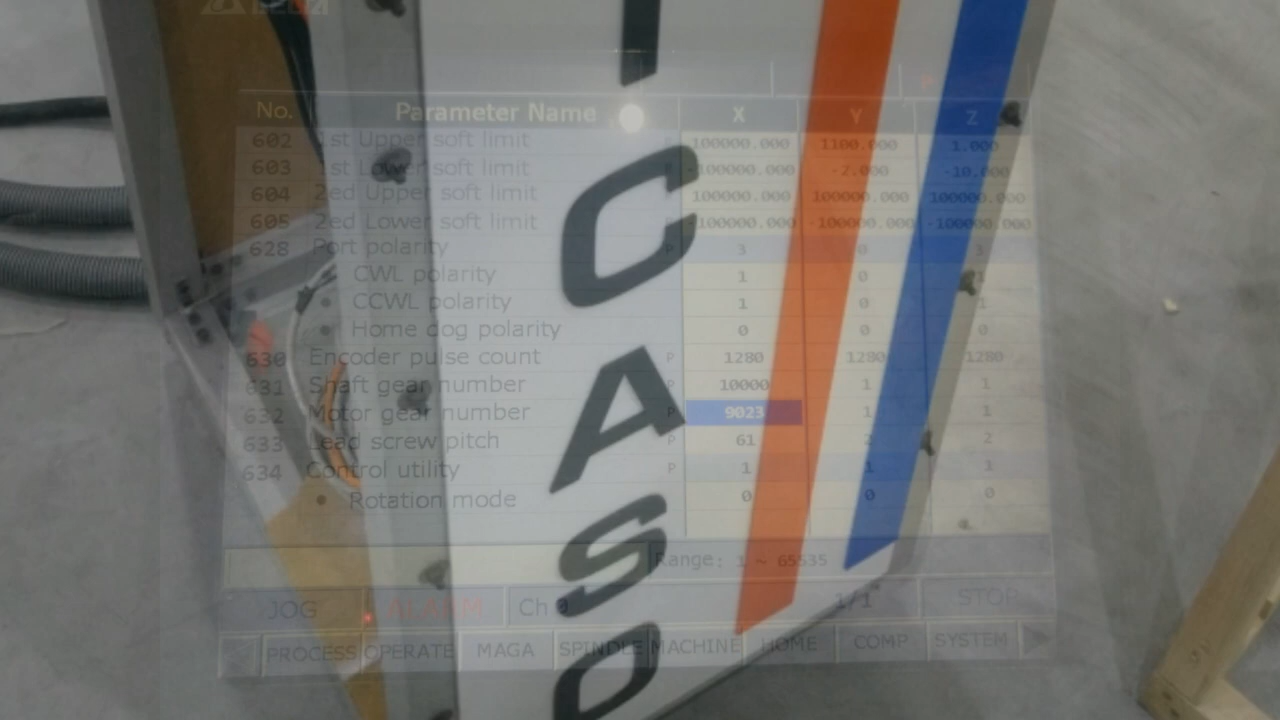 No. Parameter Name X Y Z
602 1st Upper soft limit P 100000.000 1100.000 1.000
603 1st Lower soft limit -100000.000 -2.000 -10.000
604 2ed Upper soft limit 100000.000 100000.000 100000.000
605 2ed Lower soft limit P -100000.000 -100000.000 -100000.000
628 Port polarity P 3 0 3
CWL polarity 1 0 1
• CCWL polarity 1 0 1
• Home dog polarity 0 0 0
630 Encoder pulse count P 1280 1280 1280
631 Shaft gear number P 10000 1 1
632 Motor gear number P 9023 1 1
633 Lead screw pitch P 61 2 2
634 Control utility P 1 1 1
• Rotation mode 0 0 0
Range: 1 ~ 65535
JOG ALARM Ch 0 1/1 STOP
PROCESS OPERATE MAGA SPINDLE MACHINE HOME COMP SYSTEM
CASO